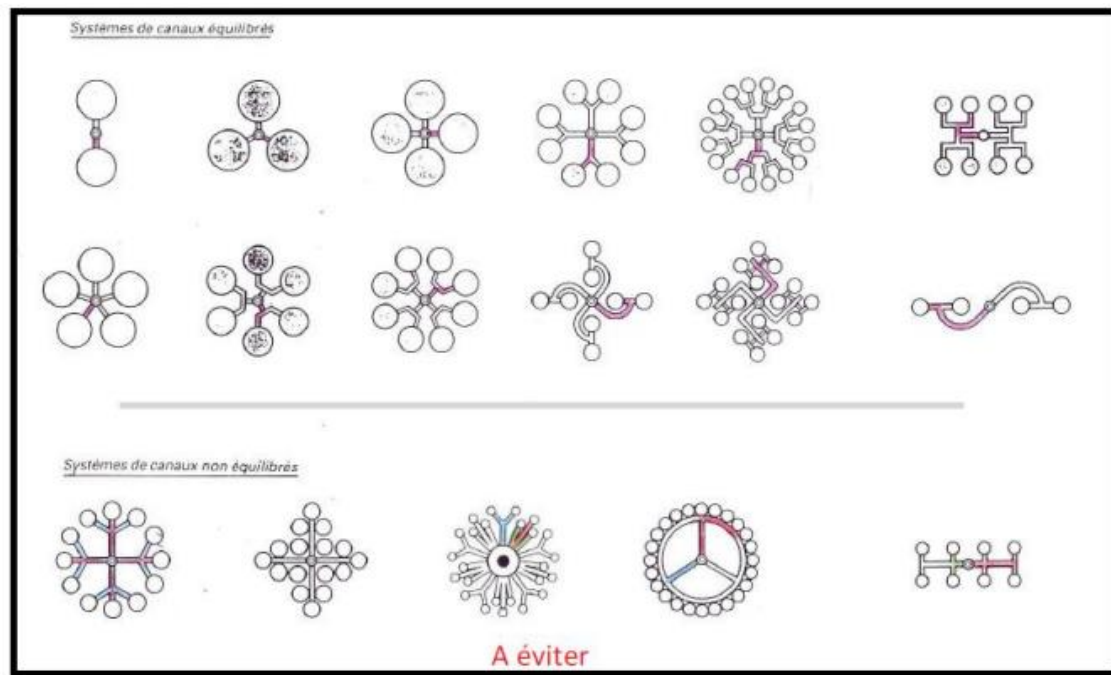 Systèmes de canaux équilibrés
Systèmes de canaux non équilibrés
A éviter